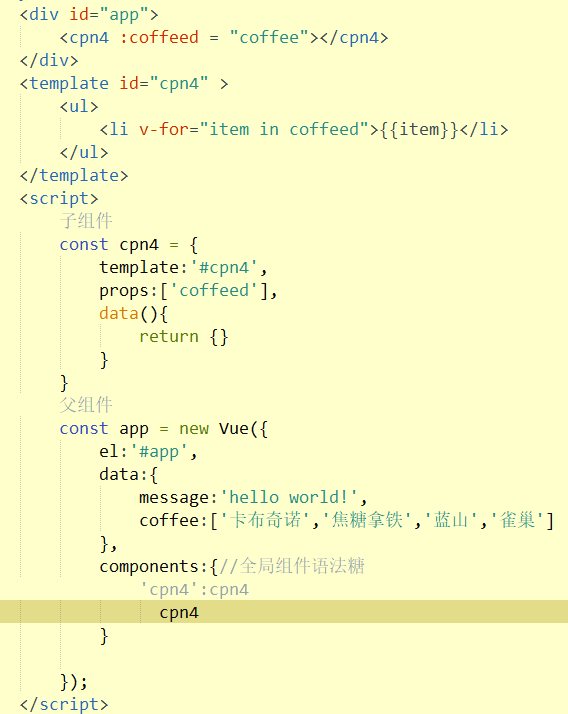 <div id="app">
<cpn4 :coffeed = "coffee"></cpn4>
</div>
<template id="cpn4" >
<ul>
<li v-for="item in coffeed">{{item}}</li>
</ul>
</template>
<script>
子组件
const cpn4 = {
template:'#cpn4',
props:['coffeed'],
data(){
return {}
}
}
父组件
const app = new Vue({
el:'#app',
data:{
message:'hello world!',
coffee:['卡布奇诺','焦糖拿铁','蓝山','雀巢']
},
components:{//全局组件语法糖
'cpn4':cpn4
cpn4
}
});
</script>